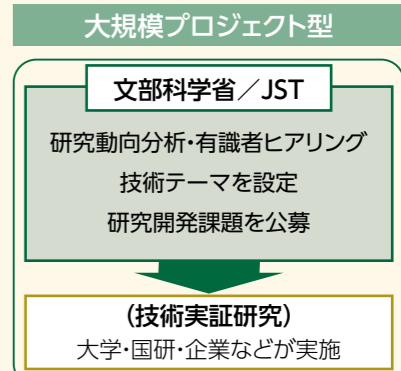 大規模プロジェクト型
文部科学省／JST
研究動向分析・有識者ヒアリング
技術テーマを設定
研究開発課題を公募
(技術実証研究)
大学・国研・企業などが実施